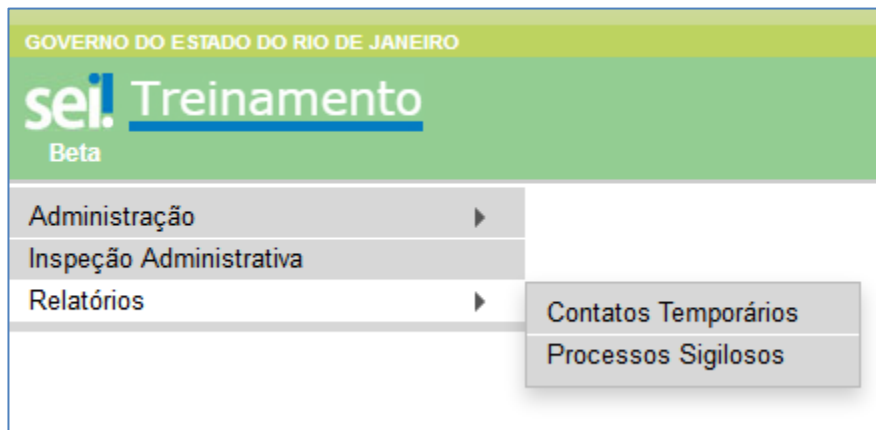 GOVERNO DO ESTADO DO RIO DE JANEIRO
sei! Treinamento
Beta
Administração
Inspeção Administrativa
Relatórios
Contatos Temporários
Processos Sigilosos